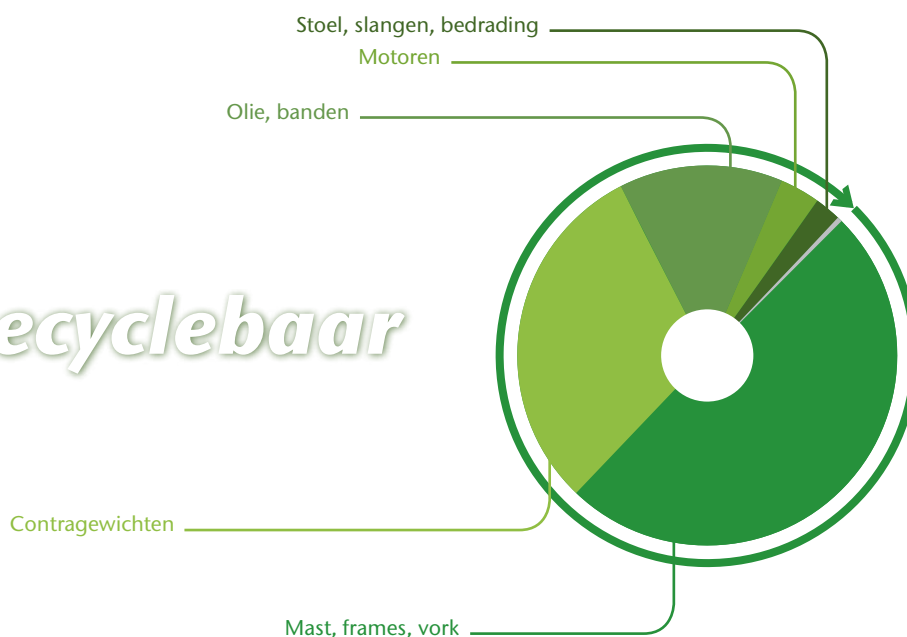 Stoel, slangen, bedrading
Motoren
Olie, banden
ecyclebaar
Contragewichten
Mast, frames, vork